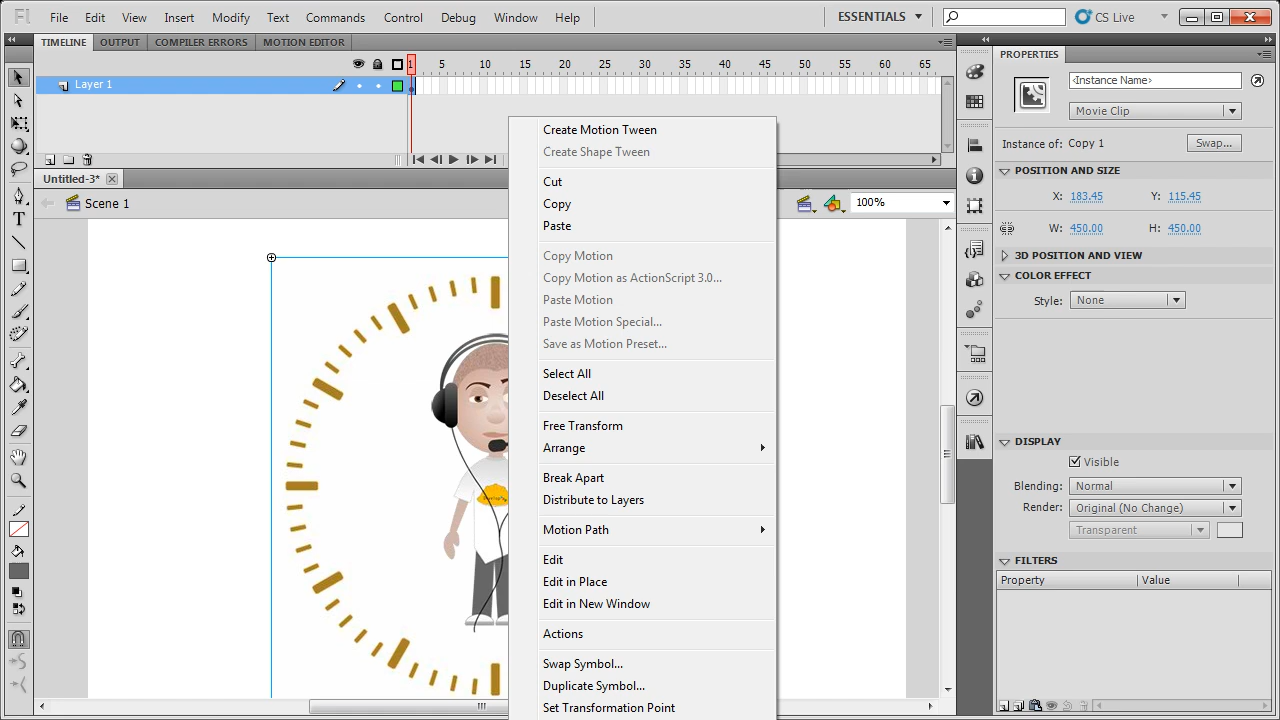 Fl File Edit View Insert Modify Text Commands Control Debug Window Help ESSENTIALS CS Live
TIMELINE OUTPUT COMPILER ERRORS MOTION EDITOR
1 5 10 15 20 25 30 35 40 45 50 55 60 65
Layer 1
Untitled-3*
Scene 1
100%
Create Motion Tween
Create Shape Tween
Cut
Copy
Paste
Copy Motion
Copy Motion as ActionScript 3.0...
Paste Motion
Paste Motion Special...
Save as Motion Preset...
Select All
Deselect All
Free Transform
Arrange
Break Apart
Distribute to Layers
Motion Path
Edit
Edit in Place
Edit in New Window
Actions
Swap Symbol...
Duplicate Symbol...
Set Transformation Point
PROPERTIES
<Instance Name>
Movie Clip
Instance of: Copy 1 Swap...
POSITION AND SIZE
X: 183.45 Y: 115.45
W: 450.00 H: 450.00
3D POSITION AND VIEW
COLOR EFFECT
Style: None
DISPLAY
Visible
Blending: Normal
Render: Original (No Change)
Transparent
FILTERS
Property Value